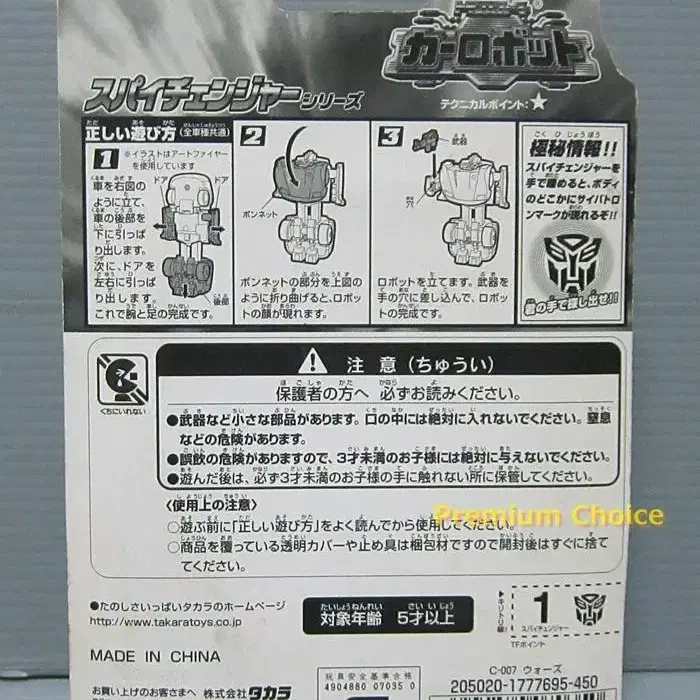 トランスフォーマー
カーロボット
スパイチェンジャーシリーズ
テクニカルポイント:★
正しい遊び方(全車種共通)
1
※イラストはアートファイヤーを使用しています
車を右図の
ように立て、
車の後部を
下に引っぱ
り出します。
次に、ドアを
左右に引っぱ
り出します。
これで腕と足の完成です。
ドア
ドア
後部
2
ボンネット
ボンネットの部分を上図の
ように折り曲げると、ロボット
の顔が現れます。
3
武器
穴
ロボットを立てます。武器を
手の穴に差し込んで、ロボット
の完成です。
極秘情報!!
スパイチェンジャーを
手で暖めると、ボディ
のどこかにサイバトロ
ンマークが現れるぞ!!
君の手で探し出せ!!
くちにいれない
注意(ちゅうい)
保護者の方へ 必ずお読みください。
●武器など小さな部品があります。口の中には絶対に入れないでください。窒息
などの危険があります。
●誤飲の危険がありますので、3才未満のお子様には絶対に与えないでください。
●遊んだ後は、必ず3才未満のお子様の手に触れない所に保管してください。
〈使用上の注意〉
○遊ぶ前に「正しい遊び方」をよく読んでから使用してください。
○商品を覆っている透明カバーや止め具は梱包材ですので開封後はすぐに捨て
てください。
Premium Choice
●たのしさいっぱいタカラのホームページ
http://www.takaratoys.co.jp
対象年齢 5才以上
▶キリトリ線
1
スパイチェンジャー
TFポイント
MADE IN CHINA
お買い上げのお客様へ 株式会社タカラ
玩具安全基準合格
4904880 07035 0
C-007 ウォーズ
205020-1777695-450